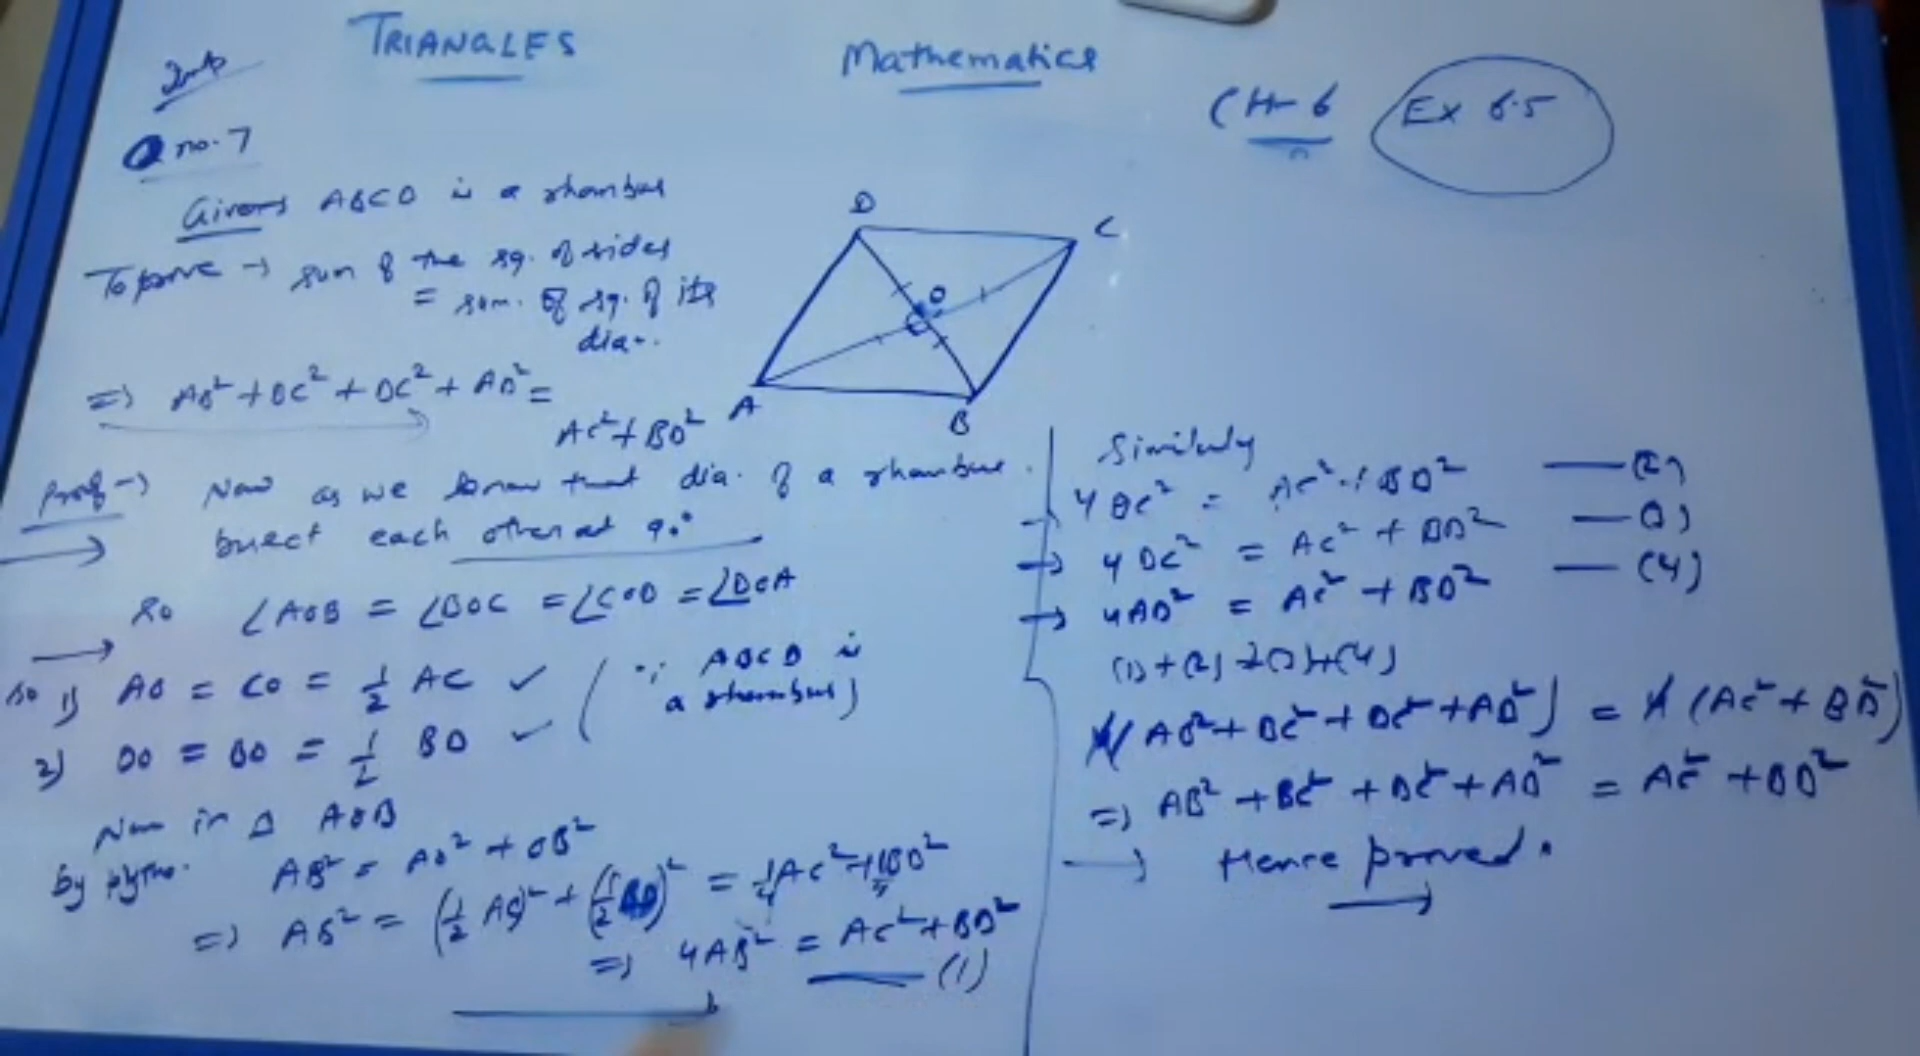 TRIANGLES
Mathematics
CH-6 Ex 6.5
Imp
Q no. 7
Given ABCD is a rhombus
To prove → sum of the sq. of sides
= sum. of sq. of its
dia.
=> AB² + BC² + DC² + AD² =
AC² + BD²
D
C
O
A
B
Proof → Now as we know that dia. of a rhombus
bisect each other at 90°
So ∠AOB = ∠BOC = ∠COD = ∠DOA
So 1) AO = CO = 1/2 AC ✓ (∵ ABCD is
a rhombus)
2) DO = BO = 1/2 BD ✓
Now in Δ AOB
by pytho. AB² = AO² + OB²
=> AB² = (1/2 AC)² + (1/2 BD)² = 1/4 AC² + 1/4 BD²
=> 4AB² = AC² + BD² — (1)
Similarly
→ 4BC² = AC² + BD² — (2)
→ 4DC² = AC² + BD² — (3)
→ 4AD² = AC² + BD² — (4)
(1) + (2) + (3) + (4)
4(AB² + BC² + DC² + AD²) = 4(AC² + BD²)
=> AB² + BC² + DC² + AD² = AC² + BD²
→ Hence proved.